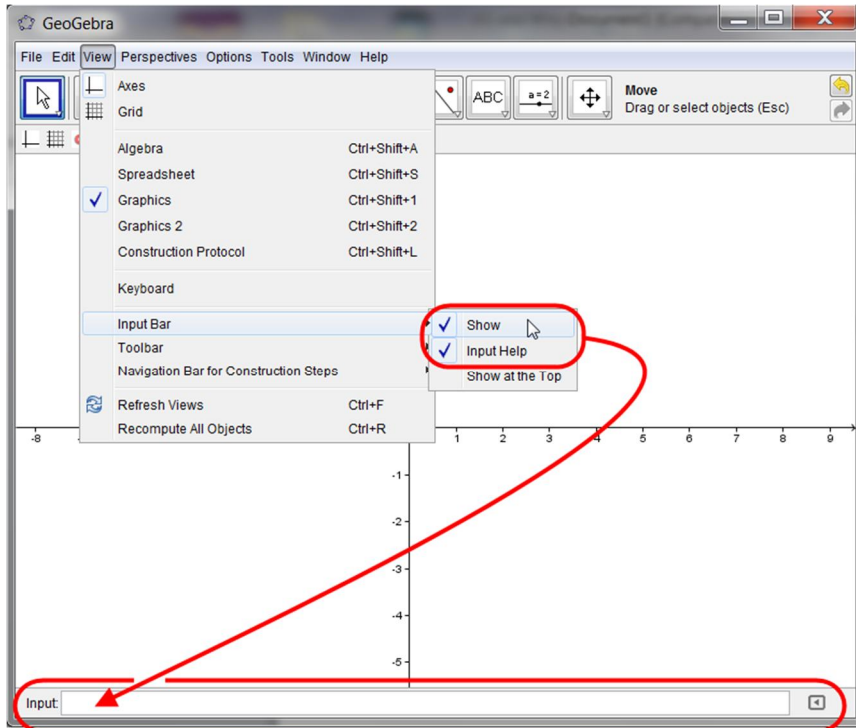 GeoGebra
File Edit View Perspectives Options Tools Window Help
Axes
Grid
ABC
a=2
Move
Drag or select objects (Esc)
Algebra Ctrl+Shift+A
Spreadsheet Ctrl+Shift+S
Graphics Ctrl+Shift+1
Graphics 2 Ctrl+Shift+2
Construction Protocol Ctrl+Shift+L
Keyboard
Input Bar
Show
Toolbar
Input Help
Navigation Bar for Construction Steps
Show at the Top
Refresh Views Ctrl+F
Recompute All Objects Ctrl+R
-8 1 2 3 4 5 6 7 8 9
-1
-2
-3
-4
-5
Input: